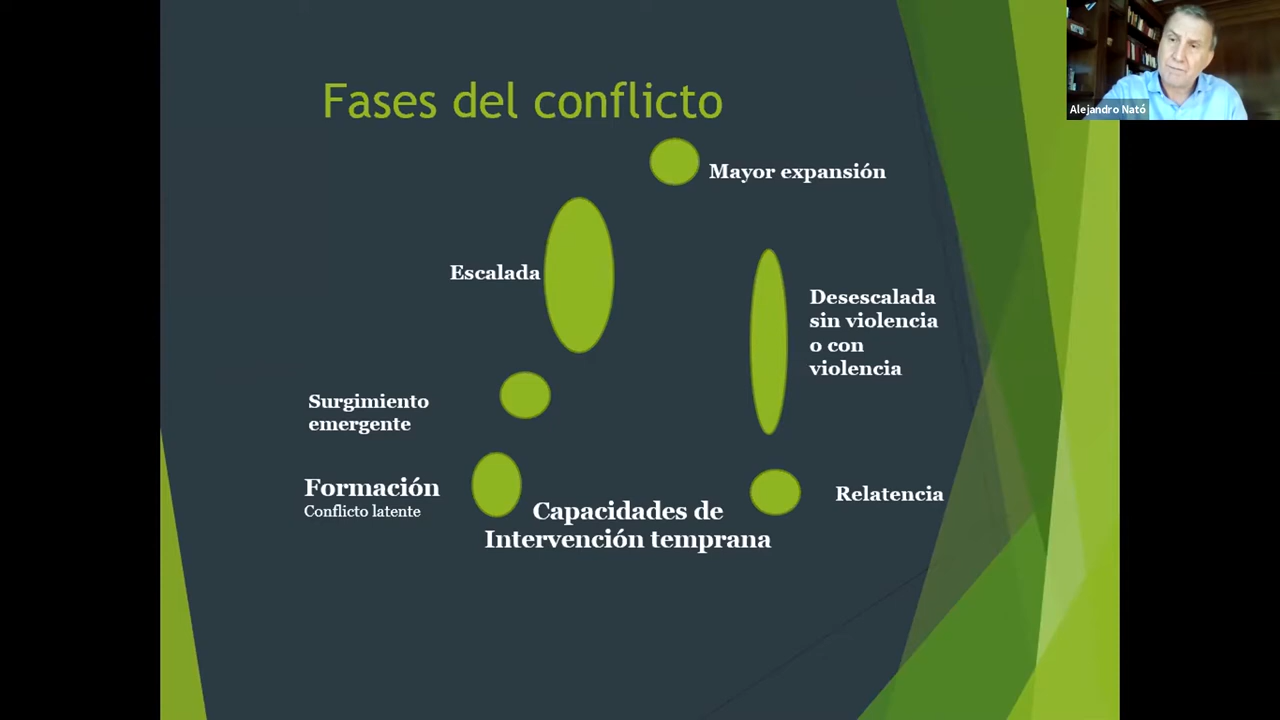 Fases del conflicto
Alejandro Nató
Mayor expansión
Escalada
Desescalada
sin violencia
o con
violencia
Surgimiento
emergente
Formación
Conflicto latente
Capacidades de
Intervención temprana
Relatencia